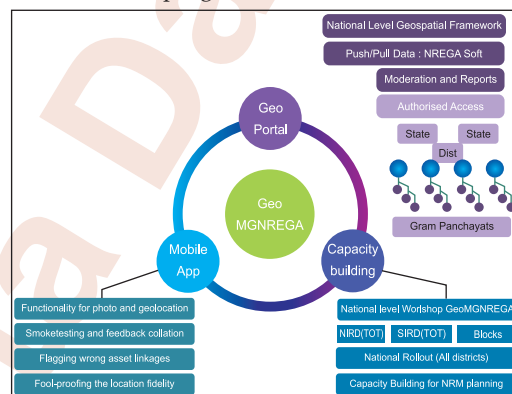 National Level Geospatial Framework
Push/Pull Data : NREGA Soft
Moderation and Reports
Authorised Access
State State
Dist
Gram Panchayats
Geo
Portal
Geo
MGNREGA
Mobile
App
Capacity
building
Functionality for photo and geolocation
Smoketesting and feedback collation
Flagging wrong asset linkages
Fool-proofing the location fidelity
National level Worlshop GeoMGNREGA
NIRD(TOT) SIRD(TOT) Blocks
National Rollout (All districts)
Capacity Building for NRM planning